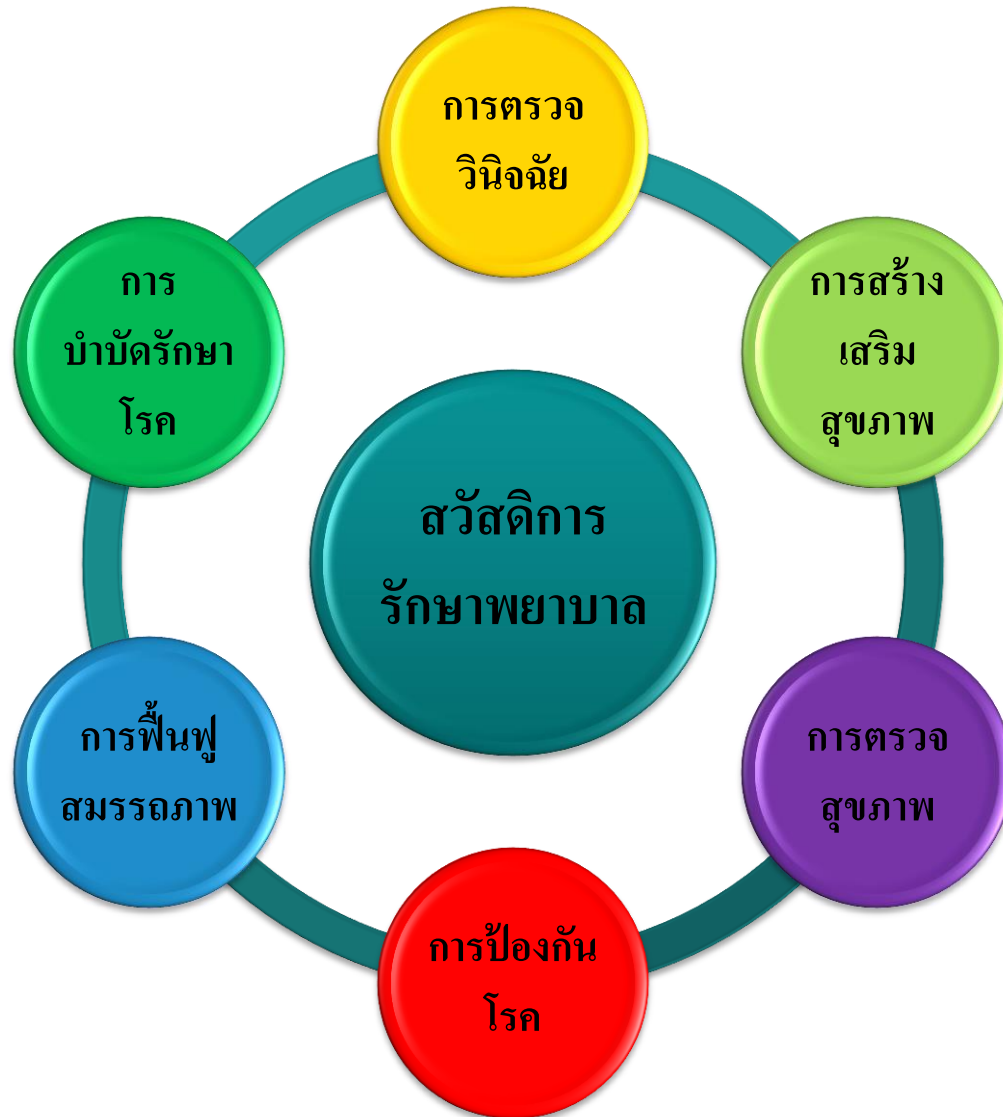 การตรวจ
วินิจฉัย
การสร้าง
เสริม
สุขภาพ
การตรวจ
สุขภาพ
การป้องกัน
โรค
การฟื้นฟู
สมรรถภาพ
การ
บำบัดรักษา
โรค
สวัสดิการ
รักษาพยาบาล